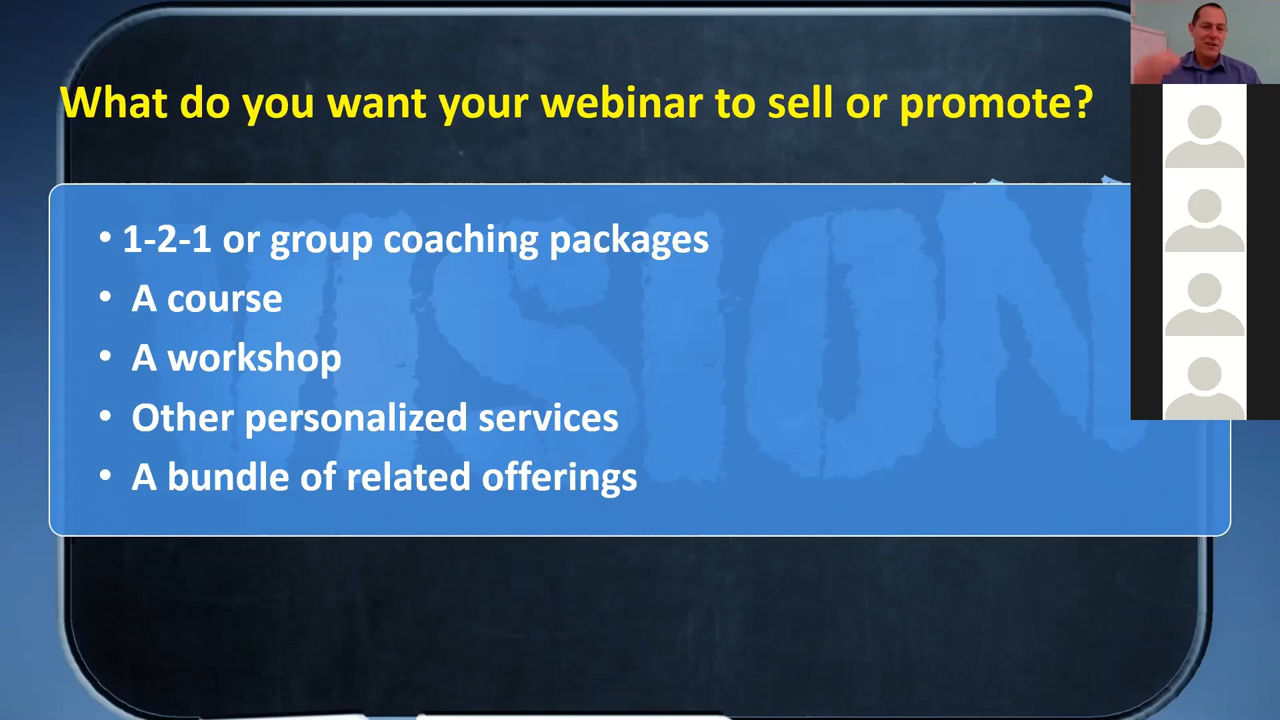 What do you want your webinar to sell or promote?
VISION
• 1-2-1 or group coaching packages
• A course
• A workshop
• Other personalized services
• A bundle of related offerings